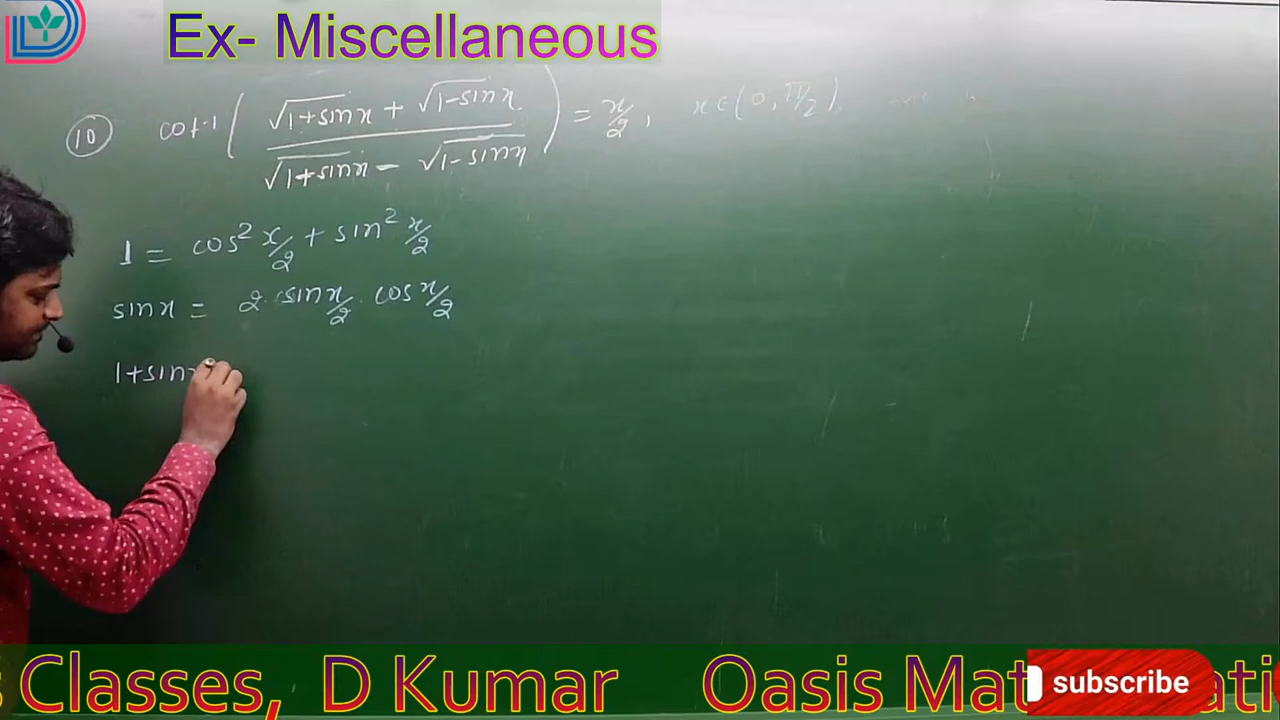 Ex- Miscellaneous
10 cot-1 ( √1+sinx + √1-sinx / √1+sinx - √1-sinx ) = x/2, x∈(0, π/2).
1 = cos² x/2 + sin² x/2
sinx = 2. sin x/2 . cos x/2
1+sinx
Classes, D Kumar Oasis Mat
subscribe